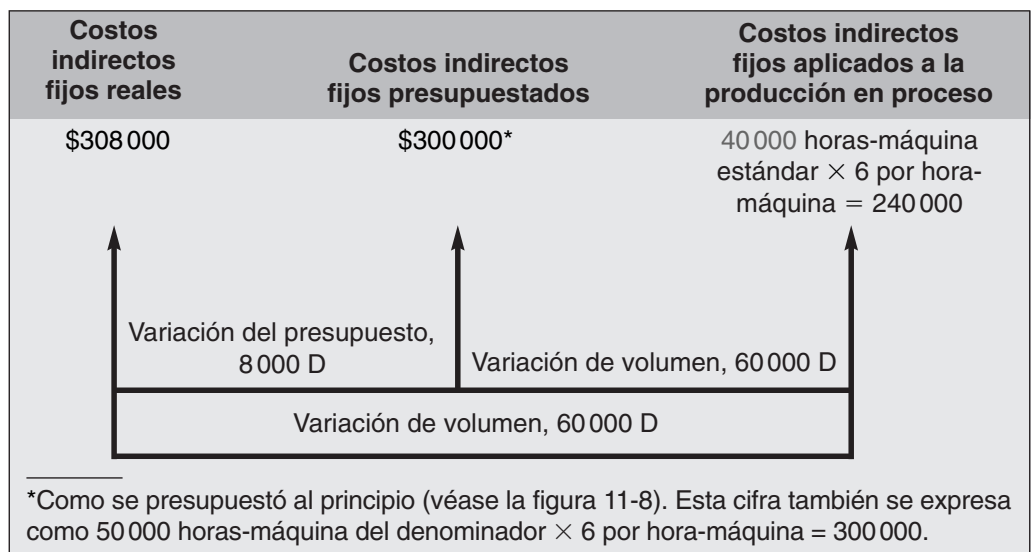 Costos
indirectos
fijos reales
Costos indirectos
fijos presupuestados
Costos indirectos
fijos aplicados a la
producción en proceso
$308 000
$300 000*
40 000 horas-máquina
estándar × 6 por hora-
máquina = 240 000
Variación del presupuesto,
8 000 D
Variación de volumen, 60 000 D
Variación de volumen, 60 000 D
*Como se presupuestó al principio (véase la figura 11-8). Esta cifra también se expresa
como 50 000 horas-máquina del denominador × 6 por hora-máquina = 300 000.